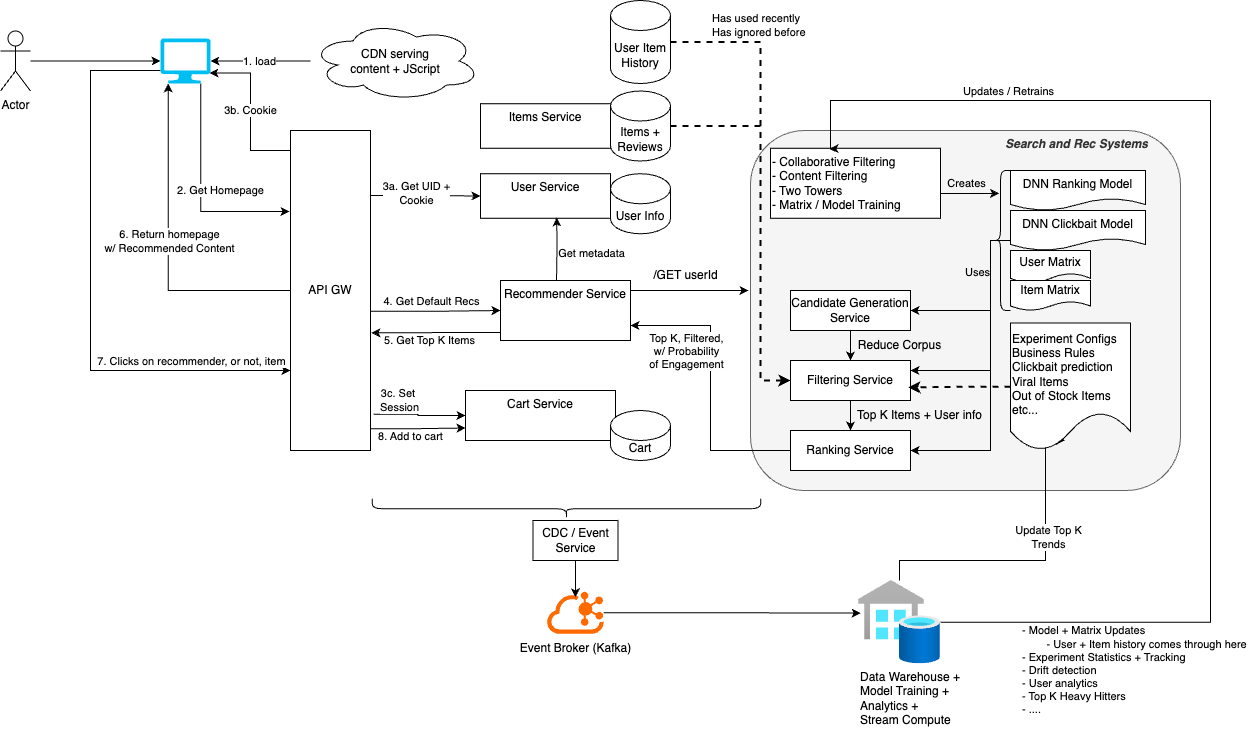 Has used recently
Has ignored before
User Item
History
CDN serving
content + JScript
1. load
Actor
3b. Cookie
Updates / Retrains
Items Service
Items +
Reviews
Search and Rec Systems
- Collaborative Filtering
- Content Filtering
- Two Towers
- Matrix / Model Training
Creates
DNN Ranking Model
DNN Clickbait Model
User Matrix
Item Matrix
2. Get Homepage
3a. Get UID +
Cookie
User Service
User Info
6. Return homepage
w/ Recommended Content
Get metadata
/GET userId
Uses
API GW
4. Get Default Recs
Recommender Service
5. Get Top K Items
Candidate Generation
Service
Reduce Corpus
Top K, Filtered,
w/ Probability
of Engagement
Experiment Configs
Business Rules
Clickbait prediction
Viral Items
Out of Stock Items
etc...
7. Clicks on recommender, or not, item
Filtering Service
3c. Set
Session
Cart Service
Top K Items + User info
8. Add to cart
Cart
Ranking Service
CDC / Event
Service
Update Top K
Trends
Event Broker (Kafka)
Data Warehouse +
Model Training +
Analytics +
Stream Compute
- Model + Matrix Updates
- User + Item history comes through here
- Experiment Statistics + Tracking
- Drift detection
- User analytics
- Top K Heavy Hitters
- ....